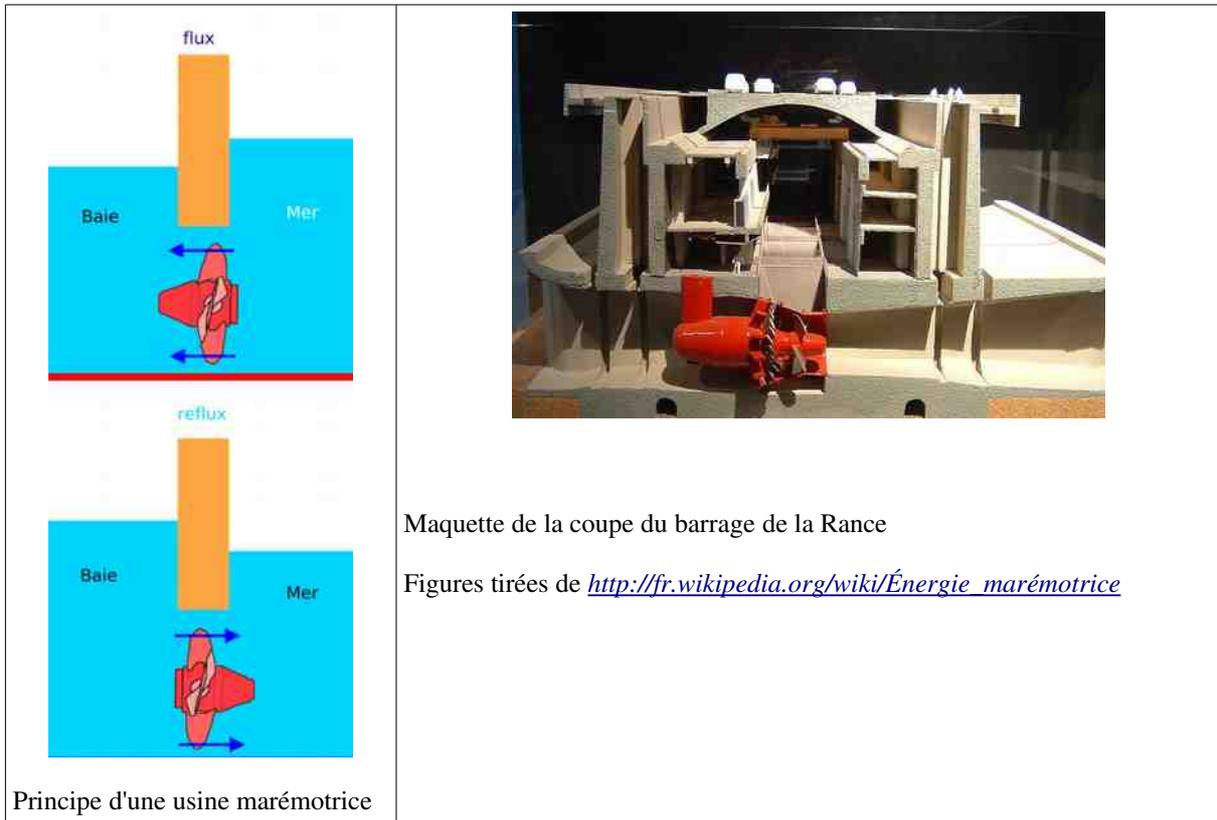 flux
Baie
Mer
reflux
Baie
Mer
Principe d'une usine marémotrice
Maquette de la coupe du barrage de la Rance
Figures tirées de http://fr.wikipedia.org/wiki/Énergie_marémotrice